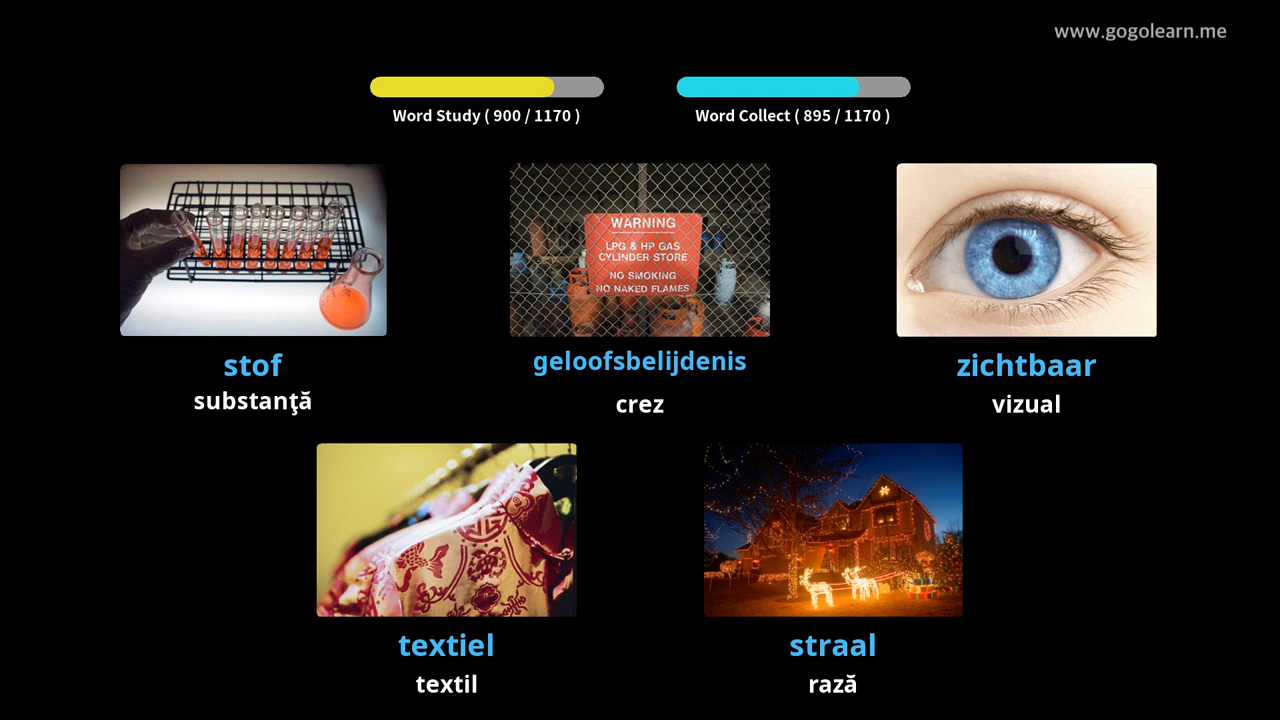 www.gogolearn.me
Word Study ( 900 / 1170 )
Word Collect ( 895 / 1170 )
WARNING
LPG & HP GAS
CYLINDER STORE
NO SMOKING
NO NAKED FLAMES
stof
geloofsbelijdenis
zichtbaar
substanţă
crez
vizual
textiel
straal
textil
rază